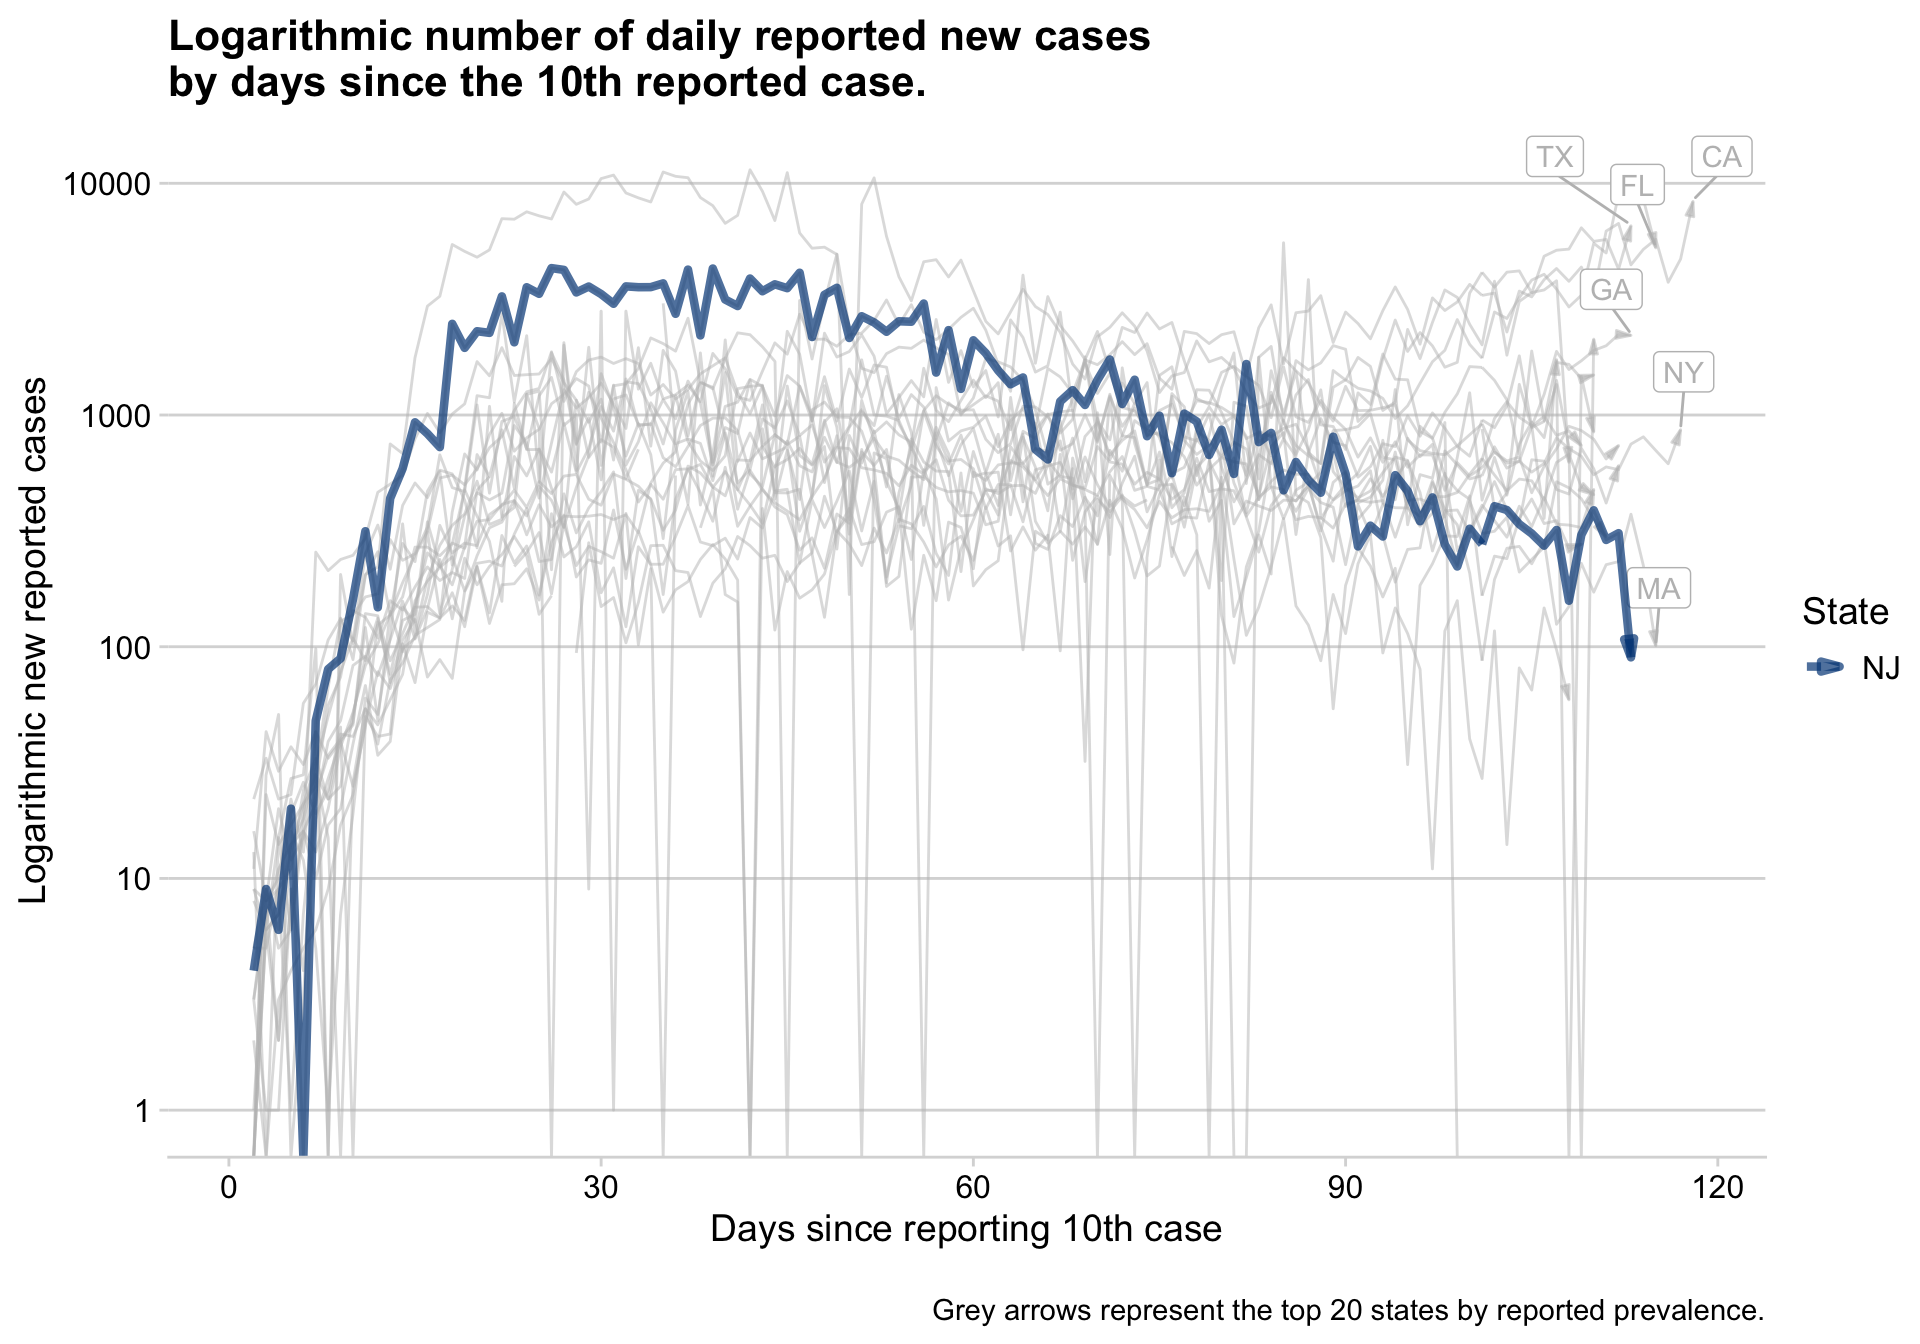 Logarithmic number of daily reported new cases
by days since the 10th reported case.
TX
CA
FL
10000
GA
NY
1000
Logarithmic new reported cases
MA
State
100
NJ
10
1
0
30
60
90
120
Days since reporting 10th case
Grey arrows represent the top 20 states by reported prevalence.